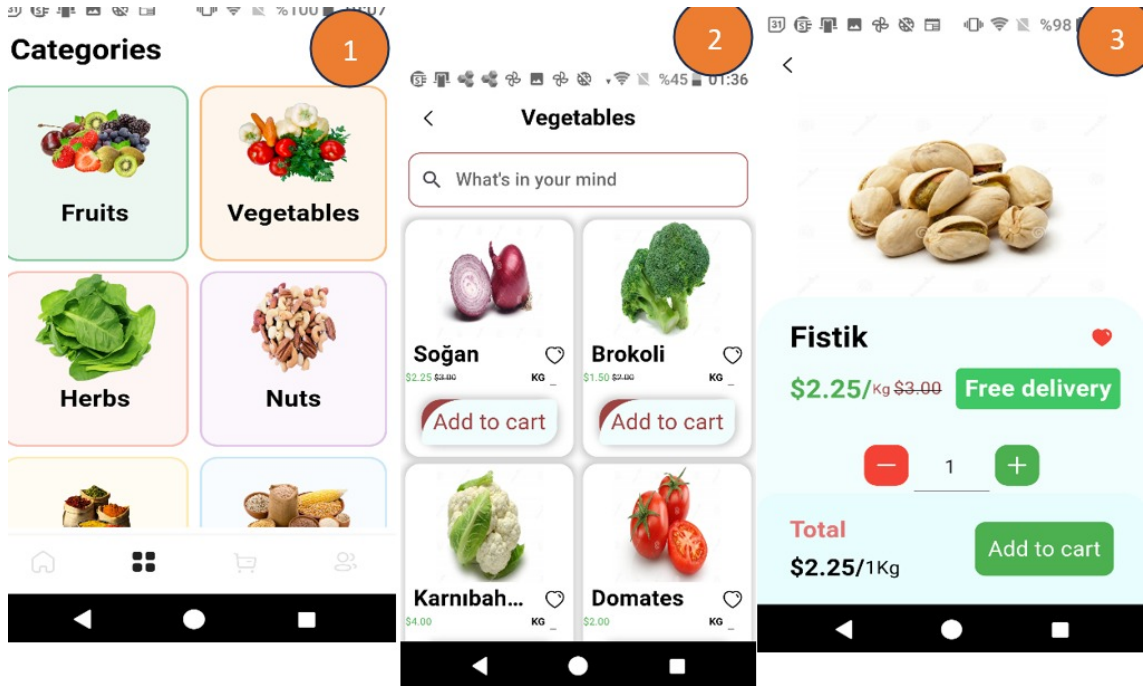 1
%100
Categories
Fruits
Vegetables
Herbs
Nuts
2
%45 01:36
Vegetables
What's in your mind
Soğan
$2.25 $3.00 KG _
Add to cart
Brokoli
$1.50 $2.00 KG _
Add to cart
Karnıbah...
$4.00 KG _
Domates
$2.00 KG _
31 %98
3
Fistik
$2.25/Kg $3.00 Free delivery
1
Total
$2.25/1Kg
Add to cart